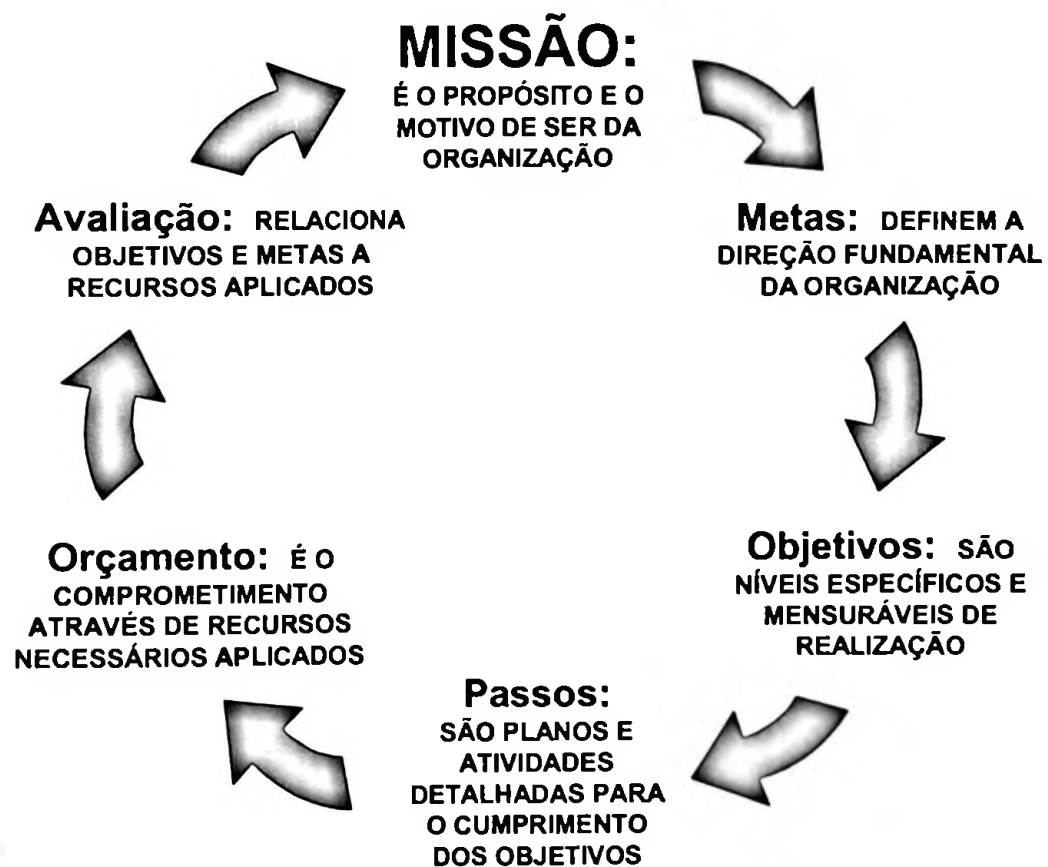 MISSÃO:
É O PROPÓSITO E O
MOTIVO DE SER DA
ORGANIZAÇÃO
Metas: DEFINEM A
DIREÇÃO FUNDAMENTAL
DA ORGANIZAÇÃO
Objetivos: SÃO
NÍVEIS ESPECÍFICOS E
MENSURÁVEIS DE
REALIZAÇÃO
Passos:
SÃO PLANOS E
ATIVIDADES
DETALHADAS PARA
O CUMPRIMENTO
DOS OBJETIVOS
Orçamento: É O
COMPROMETIMENTO
ATRAVÉS DE RECURSOS
NECESSÁRIOS APLICADOS
Avaliação: RELACIONA
OBJETIVOS E METAS A
RECURSOS APLICADOS